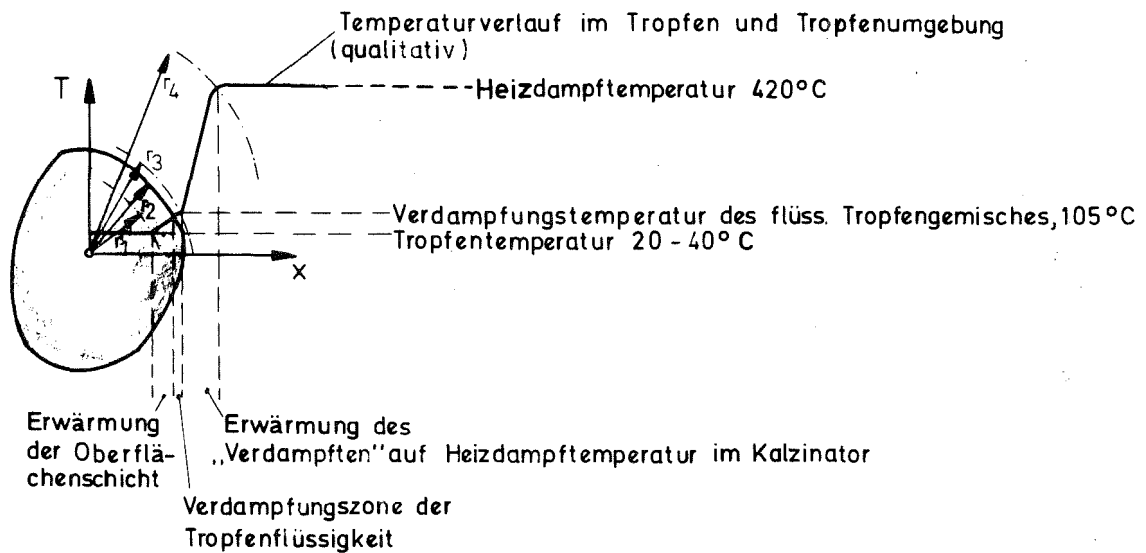 Temperaturverlauf im Tropfen und Tropfenumgebung
(qualitativ)
T
r4
Heizdampftemperatur 420°C
r3
r2
r1
Verdampfungstemperatur des flüss. Tropfengemisches, 105°C
Tropfentemperatur 20 - 40° C
x
Erwärmung
der Oberflä-
chenschicht
Erwärmung des
„Verdampften" auf Heizdampftemperatur im Kalzinator
Verdampfungszone der
Tropfenflüssigkeit